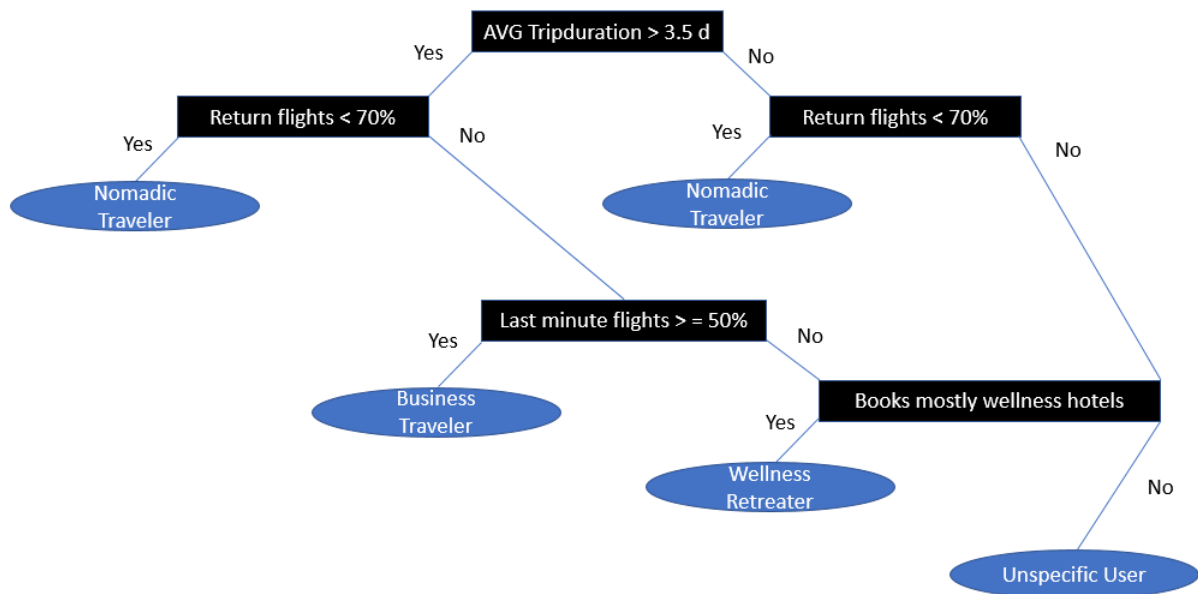 AVG Tripduration > 3.5 d
Yes
No
Return flights < 70%
Return flights < 70%
Yes
No
Yes
No
Nomadic
Traveler
Nomadic
Traveler
Last minute flights > = 50%
Yes
No
Business
Traveler
Books mostly wellness hotels
Yes
No
Wellness
Retreater
Unspecific User